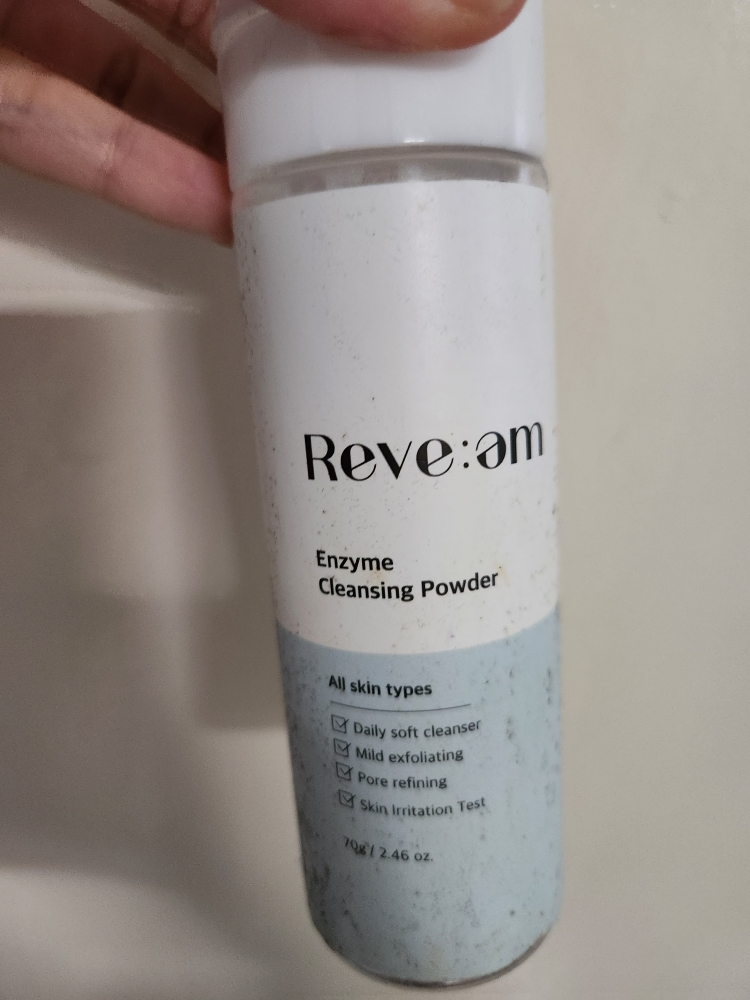 Reve:am
Enzyme
Cleansing Powder
All skin types
Daily soft cleanser
Mild exfoliating
Pore refining
Skin Irritation Test
70g / 2.46 oz.